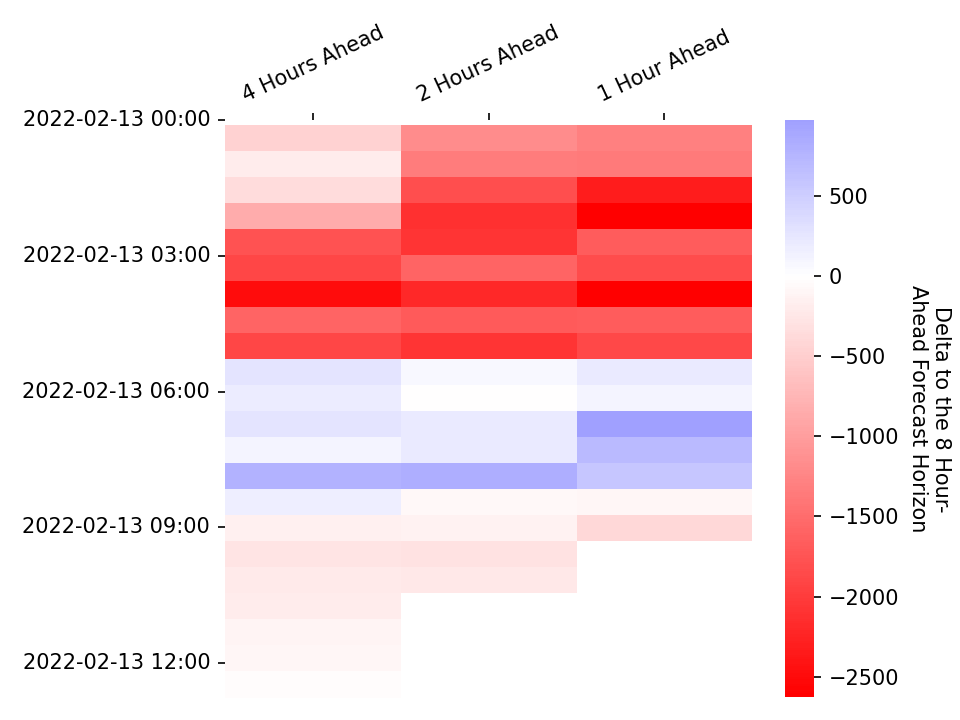 4 Hours Ahead
2 Hours Ahead
1 Hour Ahead
2022-02-13 00:00
2022-02-13 03:00
2022-02-13 06:00
2022-02-13 09:00
2022-02-13 12:00
500
0
−500
−1000
−1500
−2000
−2500
Delta to the 8 Hour-
Ahead Forecast Horizon